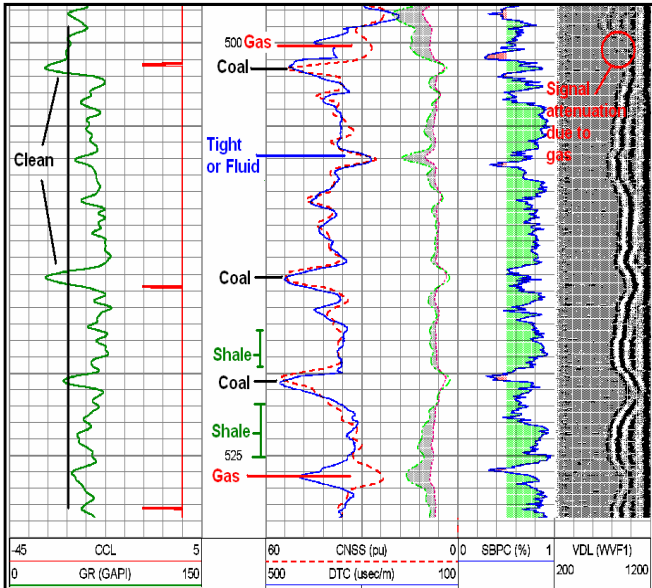 500 Gas
Coal
Signal
attenuation
due to
gas
Clean
Tight
or Fluid
Coal
Shale
Coal
Shale
525
Gas
-45 CCL 5
60 CNSS (pu) 0
0 SBPC (%) 1
VDL (WVF1)
0 GR (GAPI) 150
500 DTC (usec/m) 100
200 1200